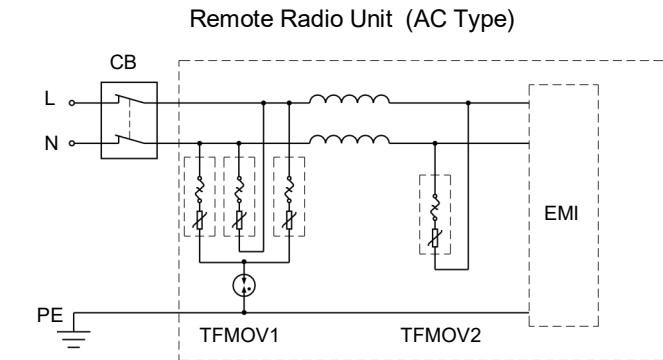 Remote Radio Unit (AC Type)
CB
L
N
EMI
PE
TFMOV1
TFMOV2